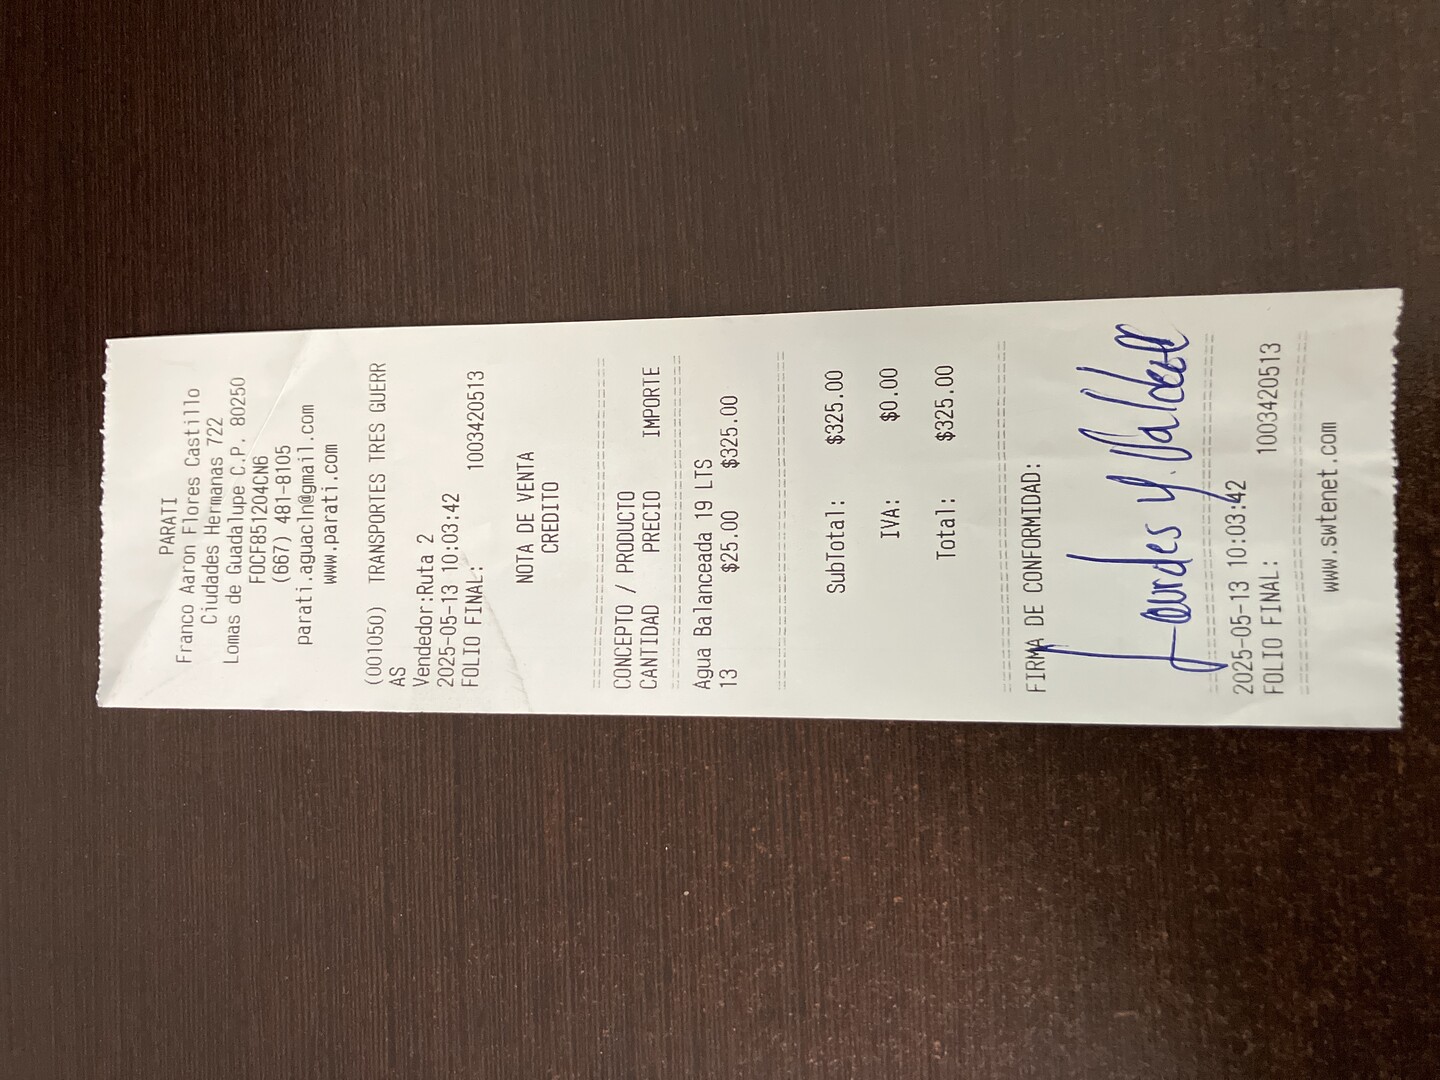 PARATI
Franco Aaron Flores Castillo
Ciudades Hermanas 722
Lomas de Guadalupe C.P. 80250
FOCF851204CN6
(667) 481-8105
parati.aguacln@gmail.com
www.parati.com
(001050) TRANSPORTES TRES GUERR
AS
Vendedor:Ruta 2
2025-05-13 10:03:42
FOLIO FINAL: 1003420513
NOTA DE VENTA
CREDITO
CONCEPTO / PRODUCTO
CANTIDAD PRECIO IMPORTE
Agua Balanceada 19 LTS
13 $25.00 $325.00
SubTotal: $325.00
IVA: $0.00
Total: $325.00
FIRMA DE CONFORMIDAD:
Lourdes Y. Valdez
2025-05-13 10:03:42
FOLIO FINAL: 1003420513
www.swtenet.com